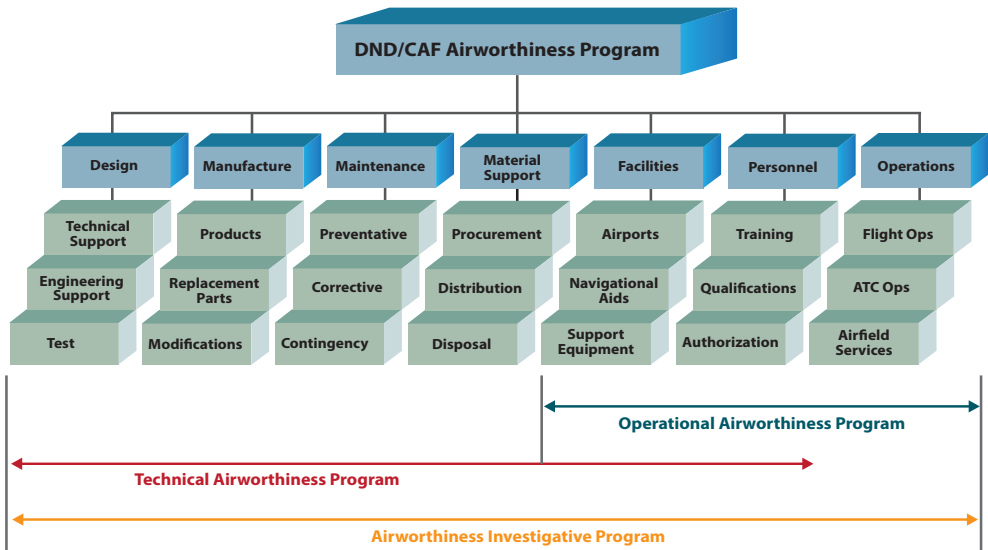 DND/CAF Airworthiness Program
Design
Manufacture
Maintenance
Material
Support
Facilities
Personnel
Operations
Technical
Support
Products
Preventative
Procurement
Airports
Training
Flight Ops
Engineering
Support
Replacement
Parts
Corrective
Distribution
Navigational
Aids
Qualifications
ATC Ops
Test
Modifications
Contingency
Disposal
Support
Equipment
Authorization
Airfield
Services
Operational Airworthiness Program
Technical Airworthiness Program
Airworthiness Investigative Program